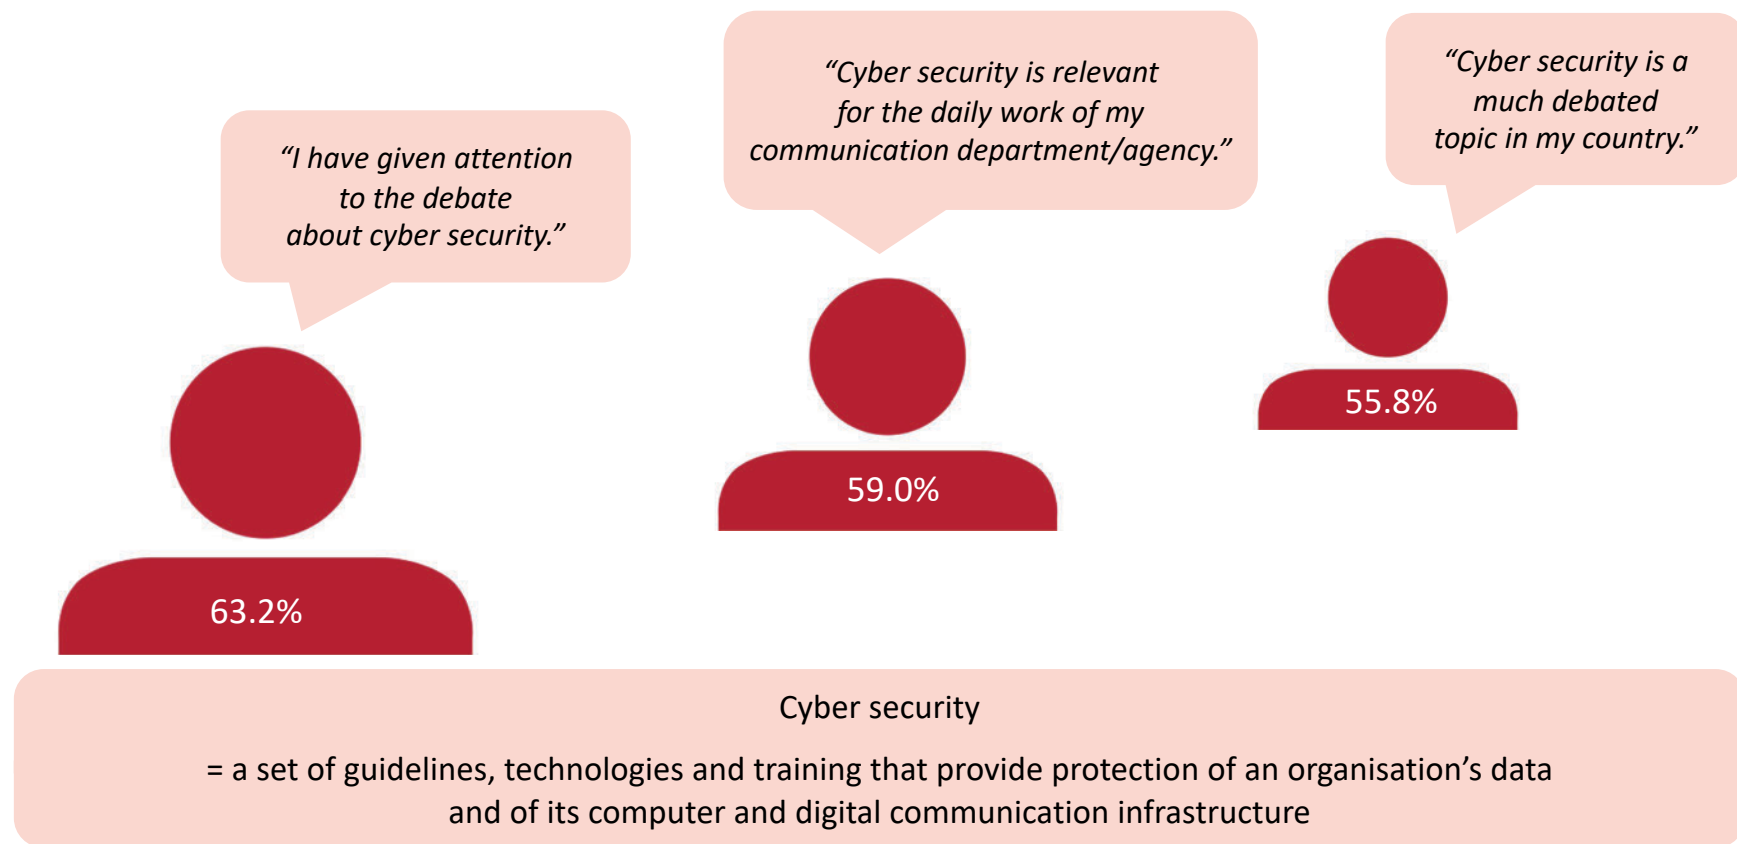 “I have given attention
to the debate
about cyber security.”
63.2%
“Cyber security is relevant
for the daily work of my
communication department/agency.”
59.0%
“Cyber security is a
much debated
topic in my country.”
55.8%
Cyber security
= a set of guidelines, technologies and training that provide protection of an organisation’s data
and of its computer and digital communication infrastructure